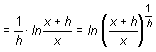 = 1/h · ln (x + h)/x = ln ((x + h)/x)^(1/h)